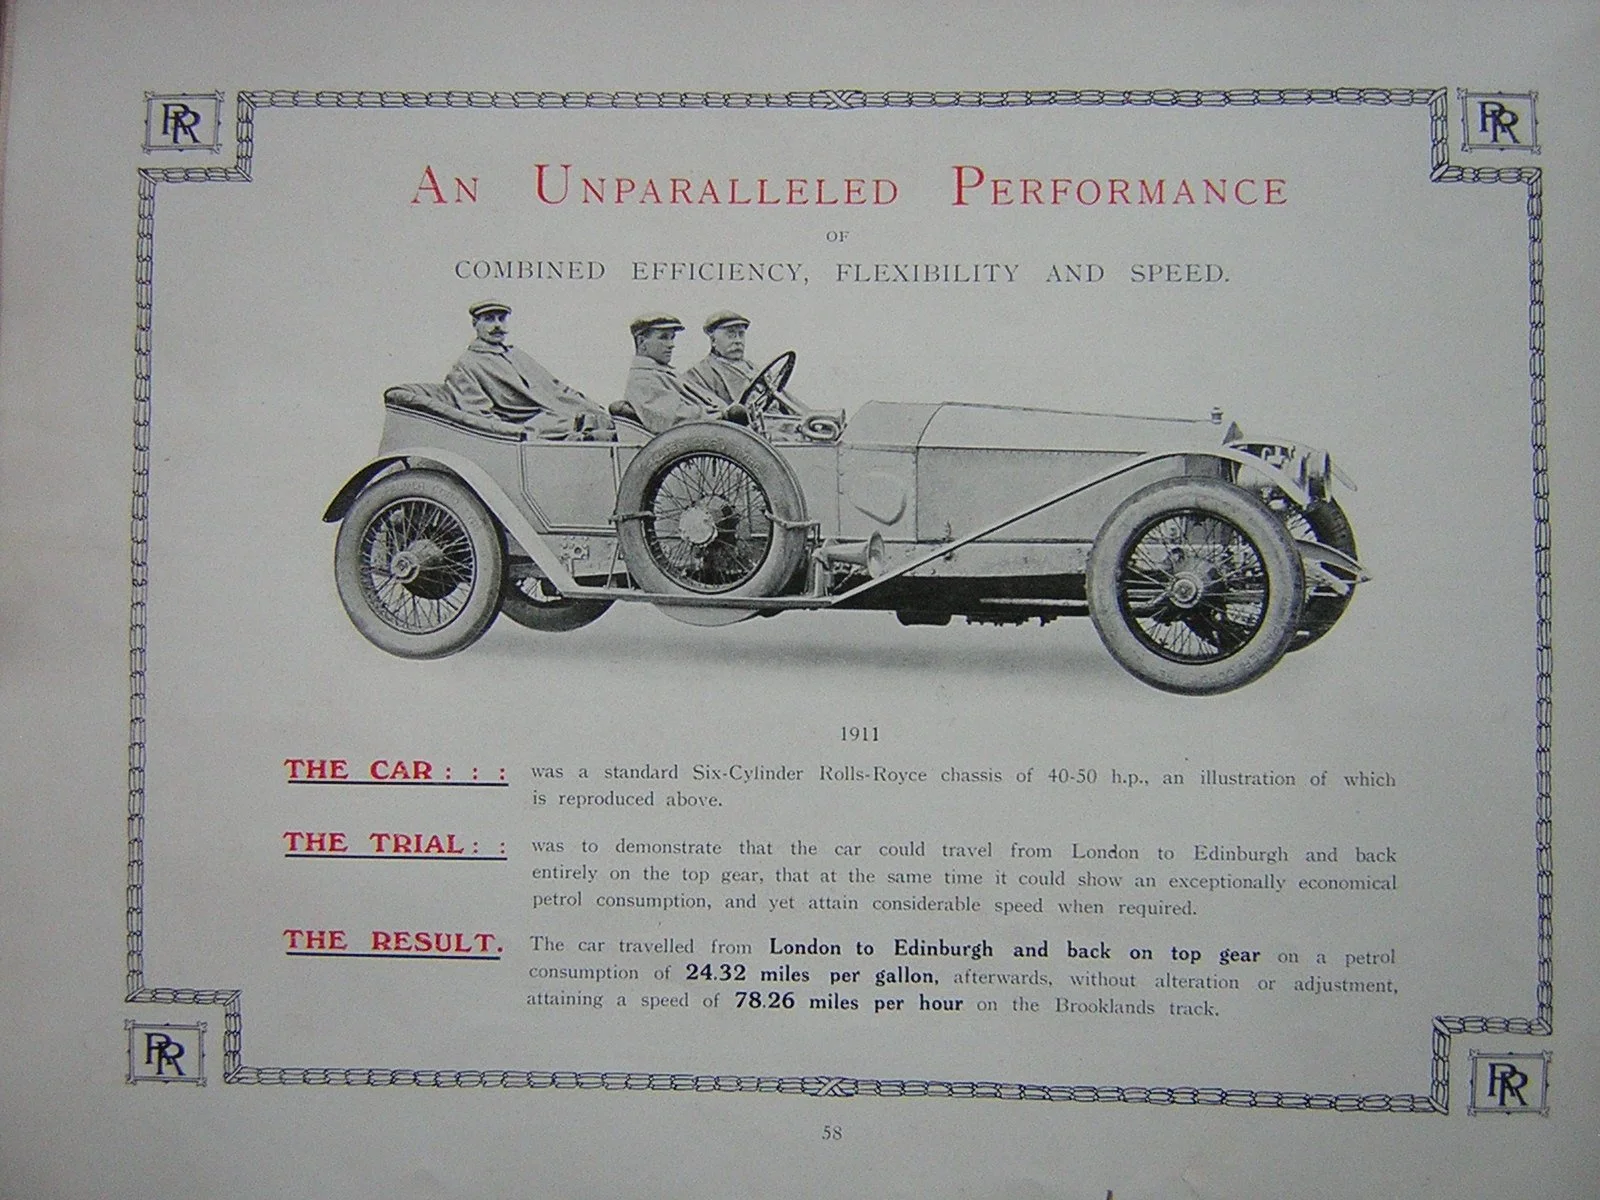 RR RR
AN UNPARALLELED PERFORMANCE
OF
COMBINED EFFICIENCY, FLEXIBILITY AND SPEED.
1911
THE CAR : : : was a standard Six-Cylinder Rolls-Royce chassis of 40-50 h.p., an illustration of which
is reproduced above.
THE TRIAL : : was to demonstrate that the car could travel from London to Edinburgh and back
entirely on the top gear, that at the same time it could show an exceptionally economical
petrol consumption, and yet attain considerable speed when required.
THE RESULT. The car travelled from London to Edinburgh and back on top gear on a petrol
consumption of 24.32 miles per gallon, afterwards, without alteration or adjustment,
attaining a speed of 78.26 miles per hour on the Brooklands track.
RR RR
58